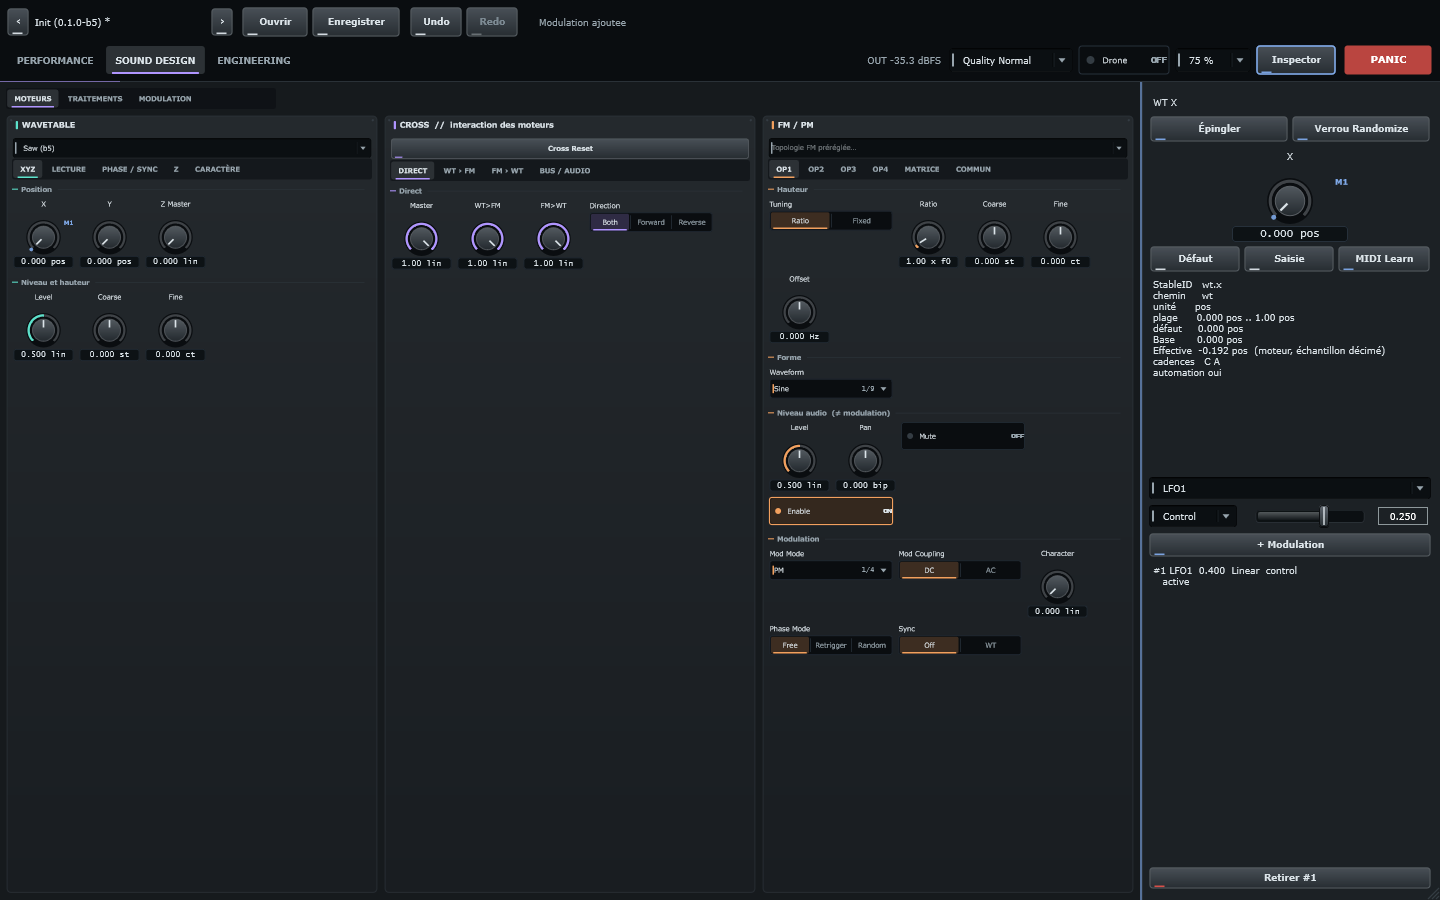 < Init (0.1.0-b5) * > Ouvrir Enregistrer Undo Redo Modulation ajoutee
PERFORMANCE SOUND DESIGN ENGINEERING OUT -35.3 dBFS Quality Normal Drone OFF 75 % Inspector PANIC
MOTEURS TRAITEMENTS MODULATION
WAVETABLE
Saw (b5)
XYZ LECTURE PHASE / SYNC Z CARACTÈRE
Position
X Y Z Master
M1
0.000 pos 0.000 pos 0.000 lin
Niveau et hauteur
Level Coarse Fine
0.500 lin 0.000 st 0.000 ct
CROSS // interaction des moteurs
Cross Reset
DIRECT WT › FM FM › WT BUS / AUDIO
Direct
Master WT>FM FM>WT Direction
Both Forward Reverse
1.00 lin 1.00 lin 1.00 lin
FM / PM
Topologie FM préréglée...
OP1 OP2 OP3 OP4 MATRICE COMMUN
Hauteur
Tuning Ratio Coarse Fine
Ratio Fixed
1.00 x f0 0.000 st 0.000 ct
Offset
0.000 Hz
Forme
Waveform
Sine 1/9
Niveau audio (≠ modulation)
Level Pan
Mute OFF
0.500 lin 0.000 bip
Enable ON
Modulation
Mod Mode Mod Coupling Character
PM 1/4 DC AC
0.000 lin
Phase Mode Sync
Free Retrigger Random Off WT
WT X
Épingler Verrou Randomize
X
M1
0.000 pos
Défaut Saisie MIDI Learn
StableID wt.x
chemin wt
unité pos
plage 0.000 pos .. 1.00 pos
défaut 0.000 pos
Base 0.000 pos
Effective -0.192 pos (moteur, échantillon décimé)
cadences C A
automation oui
LFO1
Control 0.250
+ Modulation
#1 LFO1 0.400 Linear control
active
Retirer #1